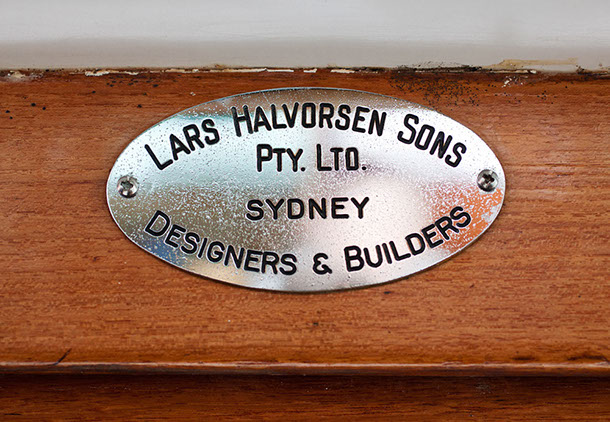 LARS HALVORSEN SONS
PTY. LTD.
SYDNEY
DESIGNERS & BUILDERS